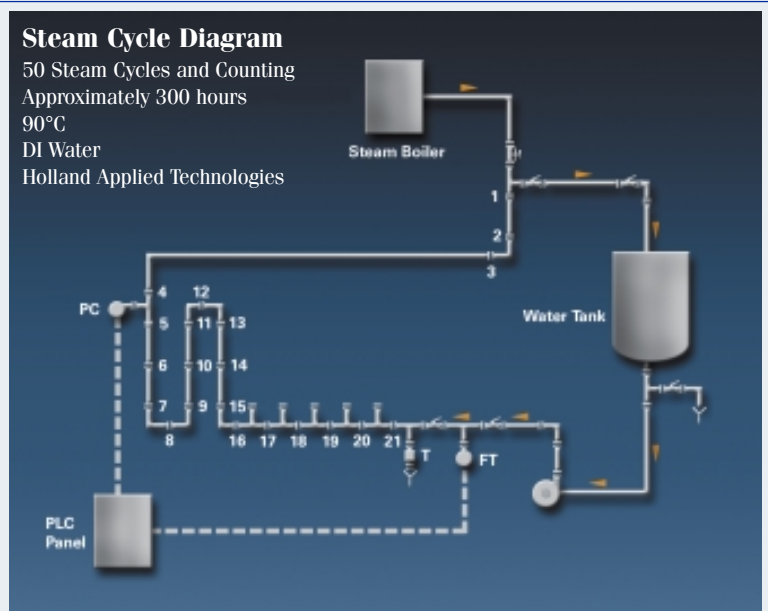 Steam Cycle Diagram
50 Steam Cycles and Counting
Approximately 300 hours
90°C
DI Water
Holland Applied Technologies
Steam Boiler
1
2
3
4
12
PC
5
11
13
Water Tank
6
10
14
7
9
15
8
16
17
18
19
20
21
T
FT
PLC
Panel